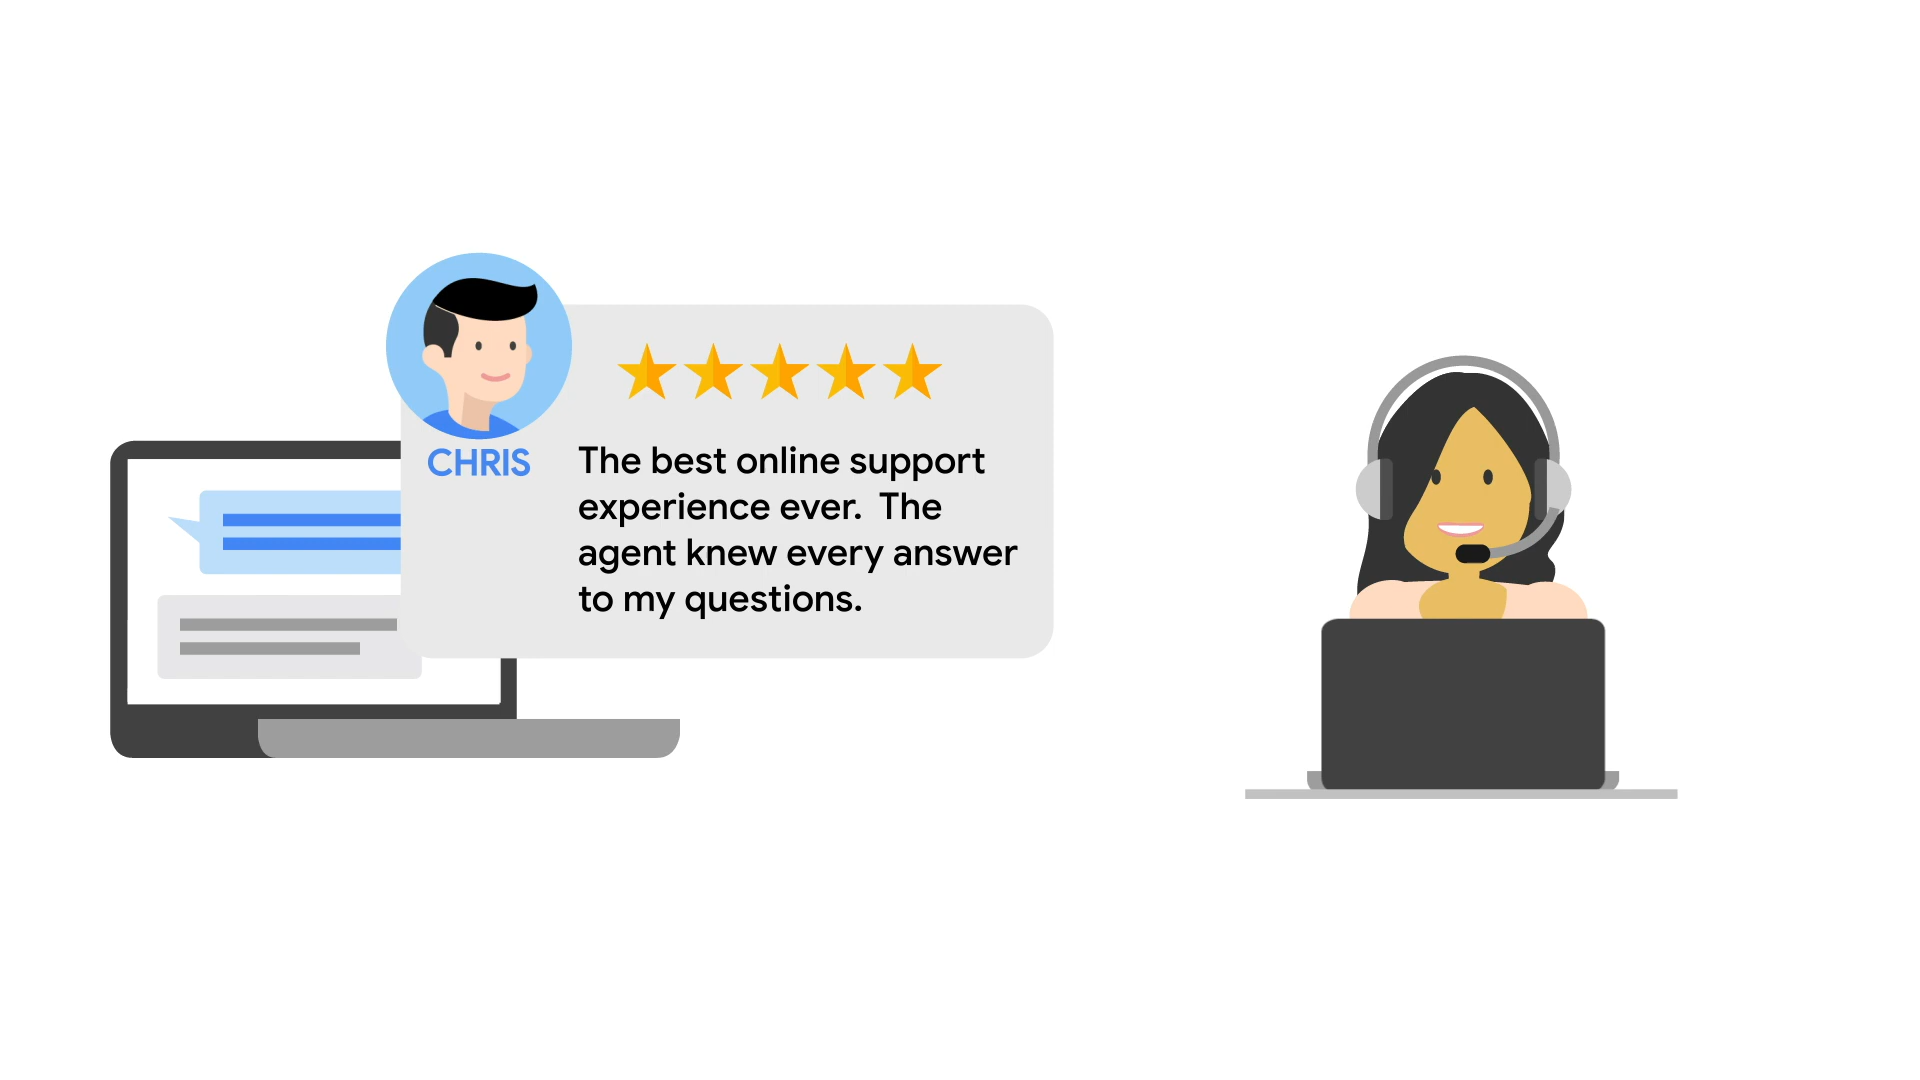 CHRIS
The best online support
experience ever.  The
agent knew every answer
to my questions.